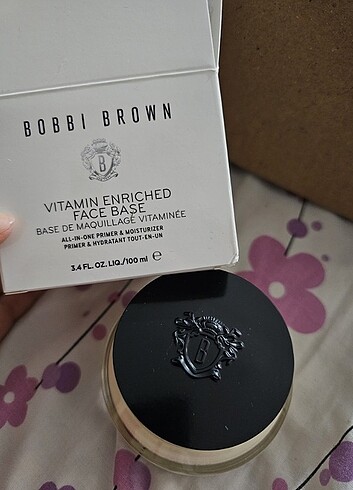 BOBBI BROWN
B
VITAMIN ENRICHED
FACE BASE
BASE DE MAQUILLAGE VITAMINÉE
ALL-IN-ONE PRIMER & MOISTURIZER
PRIMER & HYDRATANT TOUT-EN-UN
3.4 FL. OZ. LIQ./100 ml ℮
B